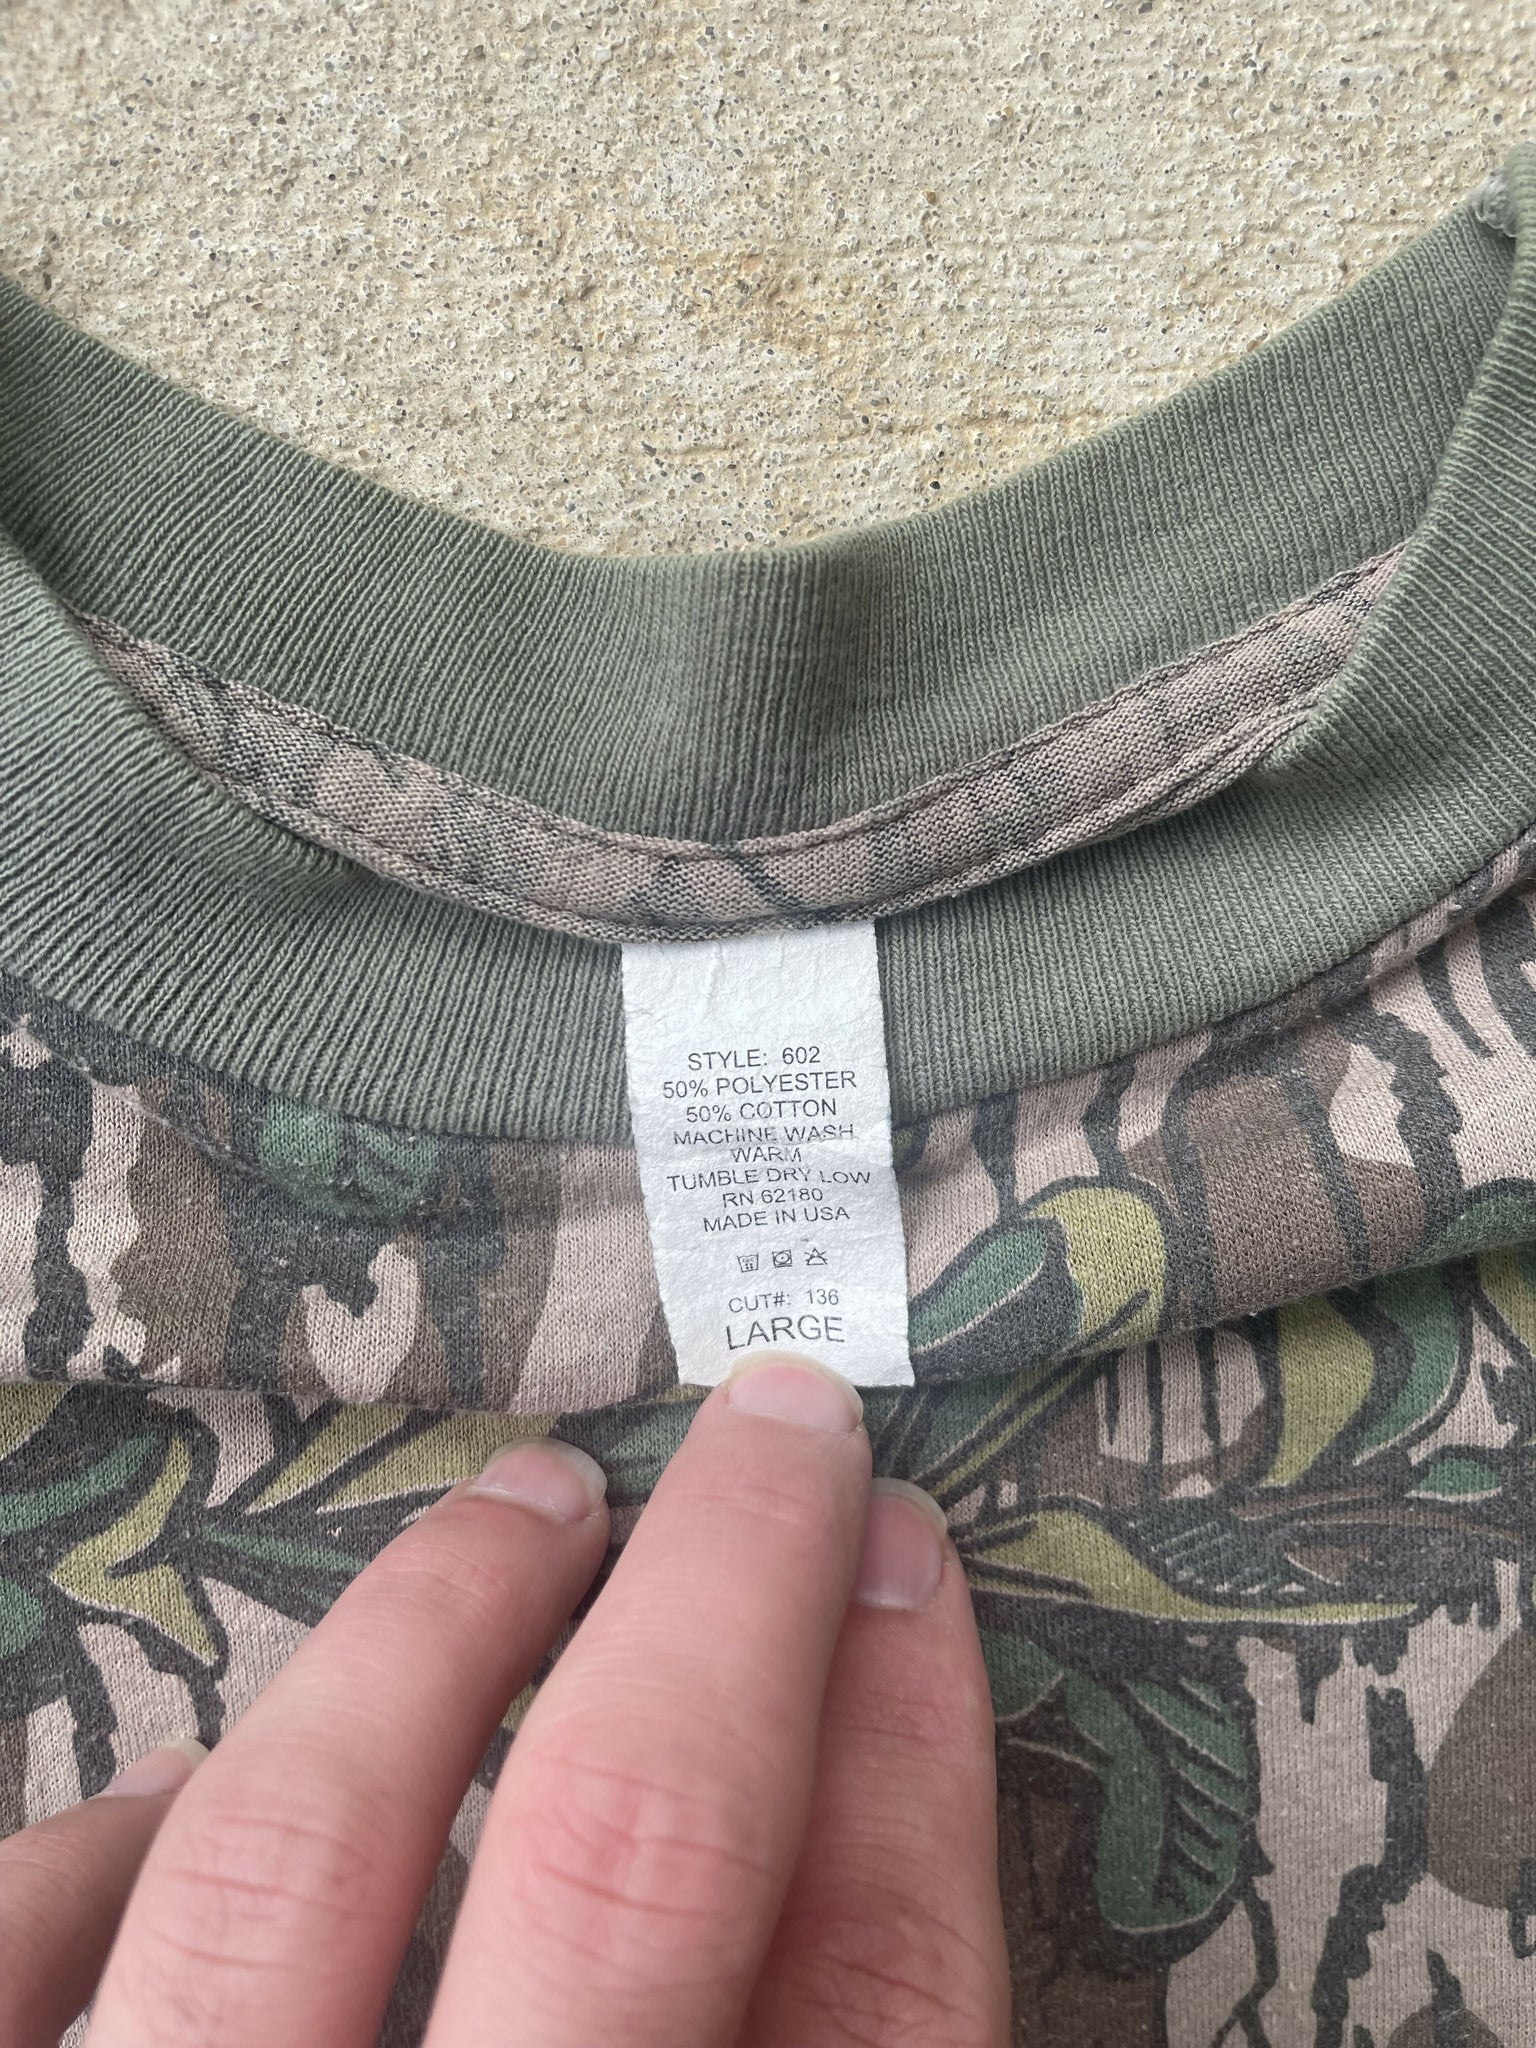 STYLE: 602
50% POLYESTER
50% COTTON
MACHINE WASH
WARM
TUMBLE DRY LOW
RN 62180
MADE IN USA
CUT#: 136
LARGE